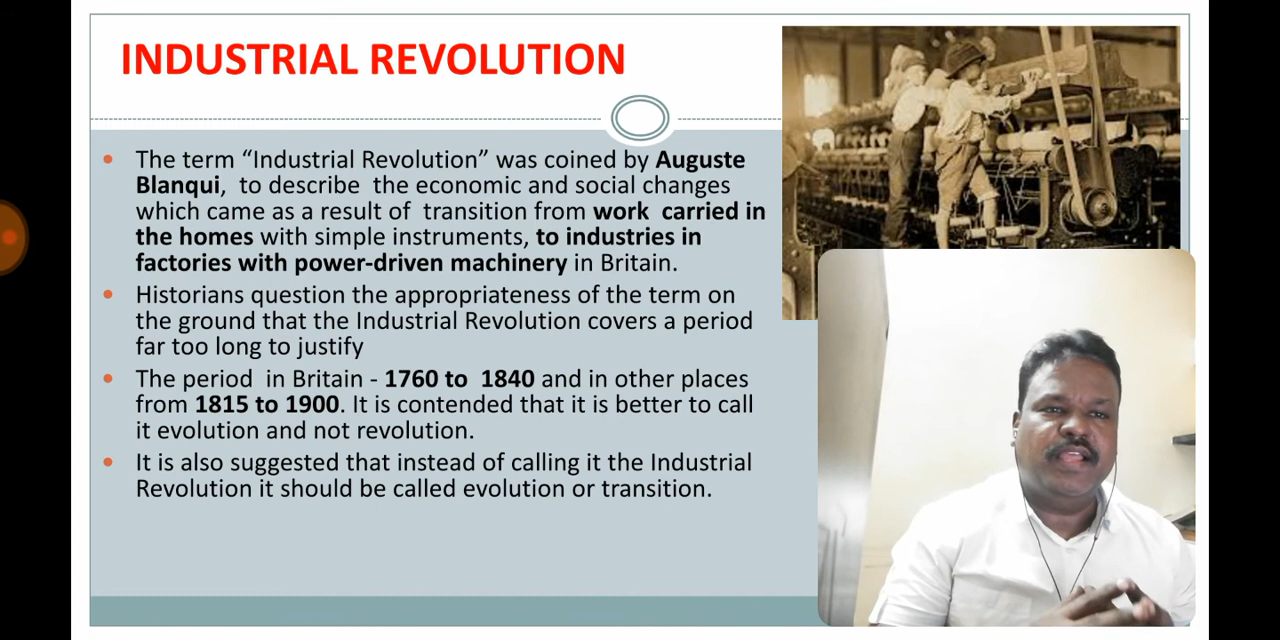 INDUSTRIAL REVOLUTION
The term “Industrial Revolution” was coined by Auguste
Blanqui, to describe the economic and social changes
which came as a result of transition from work carried in
the homes with simple instruments, to industries in
factories with power-driven machinery in Britain.
Historians question the appropriateness of the term on
the ground that the Industrial Revolution covers a period
far too long to justify
The period in Britain - 1760 to 1840 and in other places
from 1815 to 1900. It is contended that it is better to call
it evolution and not revolution.
It is also suggested that instead of calling it the Industrial
Revolution it should be called evolution or transition.